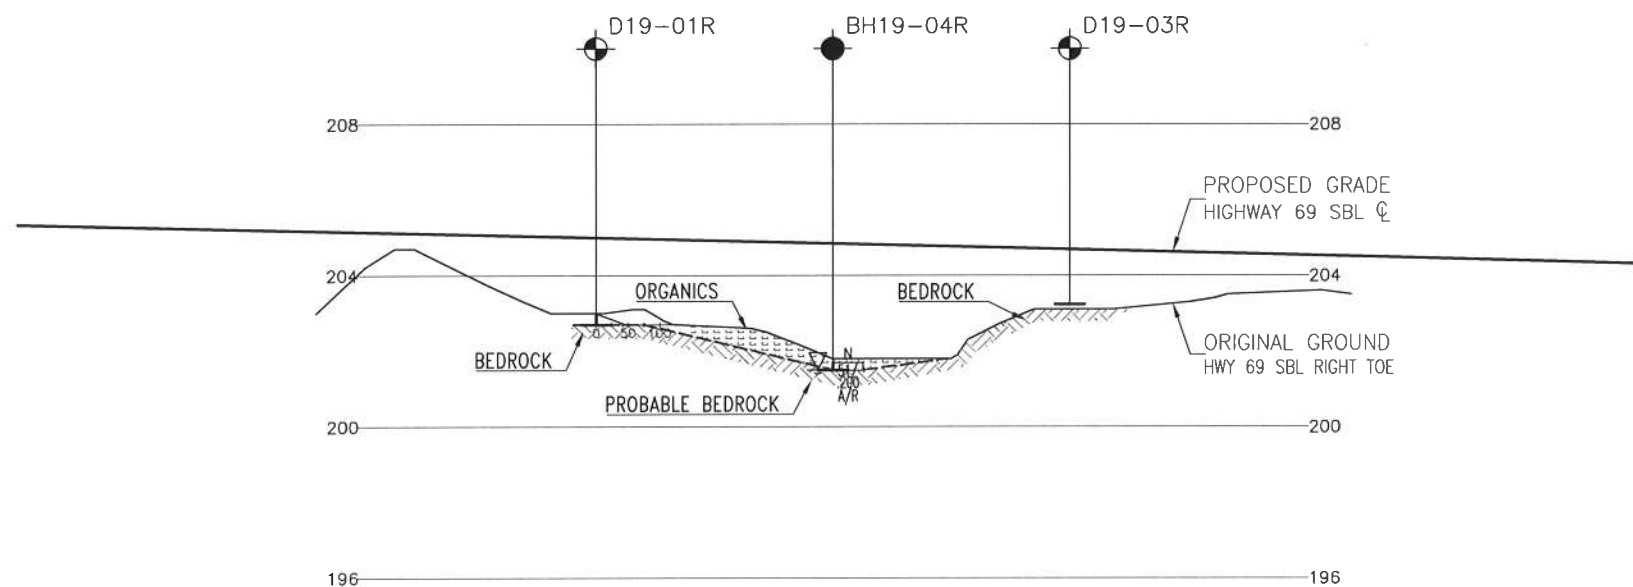 D19-01R
BH19-04R
D19-03R
208
208
PROPOSED GRADE
HIGHWAY 69 SBL ℄
204
204
ORGANICS
BEDROCK
0 50 100
N
200
A/R
BEDROCK
ORIGINAL GROUND
HWY 69 SBL RIGHT TOE
PROBABLE BEDROCK
200
200
196
196